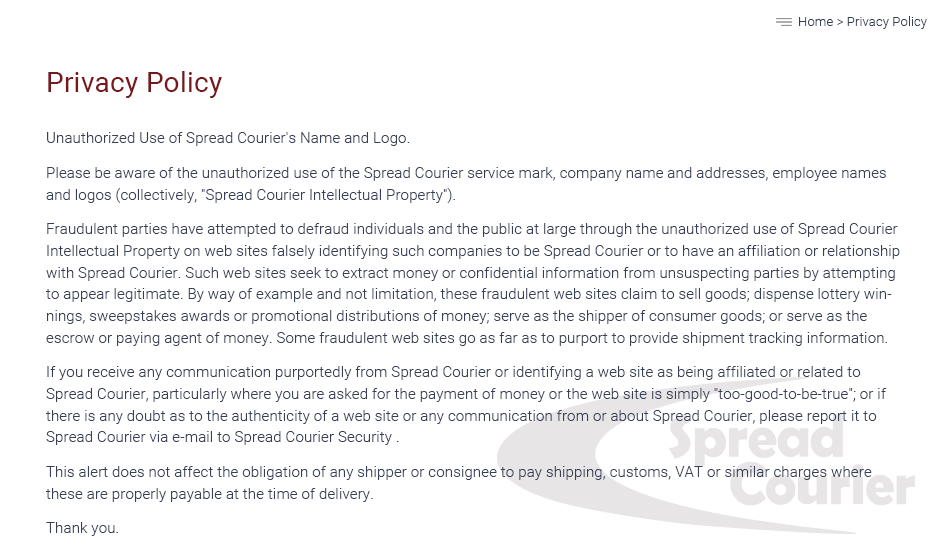 Home > Privacy Policy
Privacy Policy
Unauthorized Use of Spread Courier's Name and Logo.
Please be aware of the unauthorized use of the Spread Courier service mark, company name and addresses, employee names
and logos (collectively, "Spread Courier Intellectual Property").
Fraudulent parties have attempted to defraud individuals and the public at large through the unauthorized use of Spread Courier
Intellectual Property on web sites falsely identifying such companies to be Spread Courier or to have an affiliation or relationship
with Spread Courier. Such web sites seek to extract money or confidential information from unsuspecting parties by attempting
to appear legitimate. By way of example and not limitation, these fraudulent web sites claim to sell goods; dispense lottery win-
nings, sweepstakes awards or promotional distributions of money; serve as the shipper of consumer goods; or serve as the
escrow or paying agent of money. Some fraudulent web sites go as far as to purport to provide shipment tracking information.
If you receive any communication purportedly from Spread Courier or identifying a web site as being affiliated or related to
Spread Courier, particularly where you are asked for the payment of money or the web site is simply "too-good-to-be-true"; or if
there is any doubt as to the authenticity of a web site or any communication from or about Spread Courier, please report it to
Spread Courier via e-mail to Spread Courier Security .
This alert does not affect the obligation of any shipper or consignee to pay shipping, customs, VAT or similar charges where
these are properly payable at the time of delivery.
Thank you.
Spread
Courier